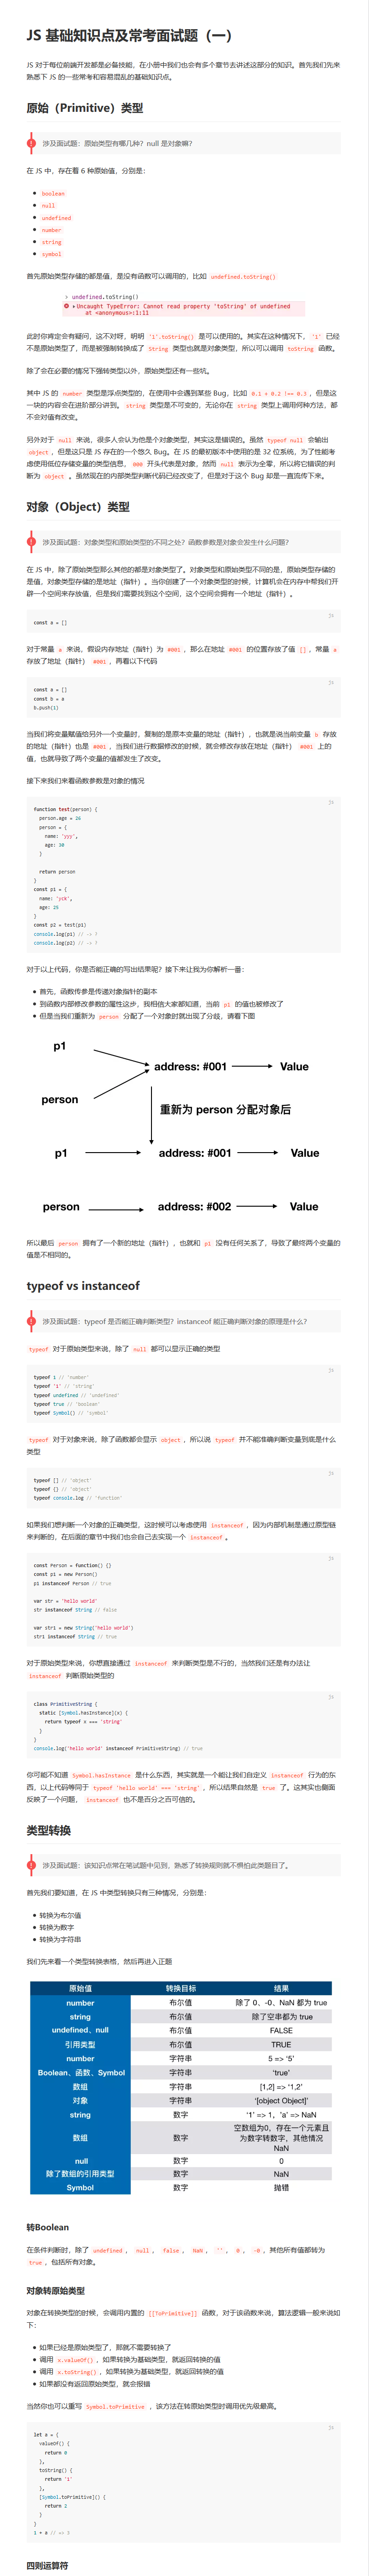 JS 基础知识点及常考面试题（一）
JS 对于每位前端开发都是必备技能，在小册中我们也会有多个章节去讲述这部分的知识。首先我们先来
熟悉下 JS 的一些常考和容易混乱的基础知识点。
原始（Primitive）类型
涉及面试题：原始类型有哪几种？null 是对象嘛？
在 JS 中，存在着 6 种原始值，分别是：
boolean
null
undefined
number
string
symbol
首先原始类型存储的都是值，是没有函数可以调用的，比如 undefined.toString()
> undefined.toString()
Uncaught TypeError: Cannot read property 'toString' of undefined
at <anonymous>:1:11
此时你肯定会有疑问，这不对呀，明明 '1'.toString() 是可以使用的。其实在这种情况下， '1' 已经
不是原始类型了，而是被强制转换成了 String 类型也就是对象类型，所以可以调用 toString 函数。
除了会在必要的情况下强转类型以外，原始类型还有一些坑。
其中 JS 的 number 类型是浮点类型的，在使用中会遇到某些 Bug，比如 0.1 + 0.2 !== 0.3 ，但是这
一块的内容会在进阶部分讲到。 string 类型是不可变的，无论你在 string 类型上调用何种方法，都
不会对值有改变。
另外对于 null 来说，很多人会认为他是个对象类型，其实这是错误的。虽然 typeof null 会输出
object ，但是这只是 JS 存在的一个悠久 Bug。在 JS 的最初版本中使用的是 32 位系统，为了性能考
虑使用低位存储变量的类型信息， 000 开头代表是对象，然而 null 表示为全零，所以将它错误的判
断为 object 。虽然现在的内部类型判断代码已经改变了，但是对于这个 Bug 却是一直流传下来。
对象（Object）类型
涉及面试题：对象类型和原始类型的不同之处？函数参数是对象会发生什么问题？
在 JS 中，除了原始类型那么其他的都是对象类型了。对象类型和原始类型不同的是，原始类型存储的
是值，对象类型存储的是地址（指针）。当你创建了一个对象类型的时候，计算机会在内存中帮我们开
辟一个空间来存放值，但是我们需要找到这个空间，这个空间会拥有一个地址（指针）。
js
const a = []
对于常量 a 来说，假设内存地址（指针）为 #001 ，那么在地址 #001 的位置存放了值 [] ，常量 a
存放了地址（指针） #001 ，再看以下代码
js
const a = []
const b = a
b.push(1)
当我们将变量赋值给另外一个变量时，复制的是原本变量的地址（指针），也就是说当前变量 b 存放
的地址（指针）也是 #001 ，当我们进行数据修改的时候，就会修改存放在地址（指针） #001 上的
值，也就导致了两个变量的值都发生了改变。
接下来我们来看函数参数是对象的情况
js
function test(person) {
person.age = 26
person = {
name: 'yyy',
age: 30
}
return person
}
const p1 = {
name: 'yck',
age: 25
}
const p2 = test(p1)
console.log(p1) // -> ?
console.log(p2) // -> ?
对于以上代码，你是否能正确的写出结果呢？接下来让我为你解析一番：
首先，函数传参是传递对象指针的副本
到函数内部修改参数的属性这步，我相信大家都知道，当前 p1 的值也被修改了
但是当我们重新为 person 分配了一个对象时就出现了分歧，请看下图
p1
address: #001
Value
person
重新为 person 分配对象后
p1
address: #001
Value
person
address: #002
Value
所以最后 person 拥有了一个新的地址（指针），也就和 p1 没有任何关系了，导致了最终两个变量的
值是不相同的。
typeof vs instanceof
涉及面试题：typeof 是否能正确判断类型？instanceof 能正确判断对象的原理是什么？
typeof 对于原始类型来说，除了 null 都可以显示正确的类型
js
typeof 1 // 'number'
typeof '1' // 'string'
typeof undefined // 'undefined'
typeof true // 'boolean'
typeof Symbol() // 'symbol'
typeof 对于对象来说，除了函数都会显示 object ，所以说 typeof 并不能准确判断变量到底是什么
类型
js
typeof [] // 'object'
typeof {} // 'object'
typeof console.log // 'function'
如果我们想判断一个对象的正确类型，这时候可以考虑使用 instanceof ，因为内部机制是通过原型链
来判断的，在后面的章节中我们也会自己去实现一个 instanceof 。
js
const Person = function() {}
const p1 = new Person()
p1 instanceof Person // true
var str = 'hello world'
str instanceof String // false
var str1 = new String('hello world')
str1 instanceof String // true
对于原始类型来说，你想直接通过 instanceof 来判断类型是不行的，当然我们还是有办法让
instanceof 判断原始类型的
js
class PrimitiveString {
static [Symbol.hasInstance](x) {
return typeof x === 'string'
}
}
console.log('hello world' instanceof PrimitiveString) // true
你可能不知道 Symbol.hasInstance 是什么东西，其实就是一个能让我们自定义 instanceof 行为的东
西，以上代码等同于 typeof 'hello world' === 'string' ，所以结果自然是 true 了。这其实也侧面
反映了一个问题， instanceof 也不是百分之百可信的。
类型转换
涉及面试题：该知识点常在笔试题中见到，熟悉了转换规则就不惧怕此类题目了。
首先我们要知道，在 JS 中类型转换只有三种情况，分别是：
转换为布尔值
转换为数字
转换为字符串
我们先来看一个类型转换表格，然后再进入正题
原始值 转换目标 结果
number 布尔值 除了 0、-0、NaN 都为 true
string 布尔值 除了空串都为 true
undefined、null 布尔值 FALSE
引用类型 布尔值 TRUE
number 字符串 5 => '5'
Boolean、函数、Symbol 字符串 'true'
数组 字符串 [1,2] => '1,2'
对象 字符串 '[object Object]'
string 数字 '1' => 1，'a' => NaN
数组 数字 空数组为0，存在一个元素且
为数字转数字，其他情况
NaN
null 数字 0
除了数组的引用类型 数字 NaN
Symbol 数字 抛错
转Boolean
在条件判断时，除了 undefined ， null ， false ， NaN ， '' ， 0 ， -0 ，其他所有值都转为
true ，包括所有对象。
对象转原始类型
对象在转换类型的时候，会调用内置的 [[ToPrimitive]] 函数，对于该函数来说，算法逻辑一般来说如
下：
如果已经是原始类型了，那就不需要转换了
调用 x.valueOf() ，如果转换为基础类型，就返回转换的值
调用 x.toString() ，如果转换为基础类型，就返回转换的值
如果都没有返回原始类型，就会报错
当然你也可以重写 Symbol.toPrimitive ，该方法在转原始类型时调用优先级最高。
js
let a = {
valueOf() {
return 0
},
toString() {
return '1'
},
[Symbol.toPrimitive]() {
return 2
}
}
1 + a // => 3
四则运算符